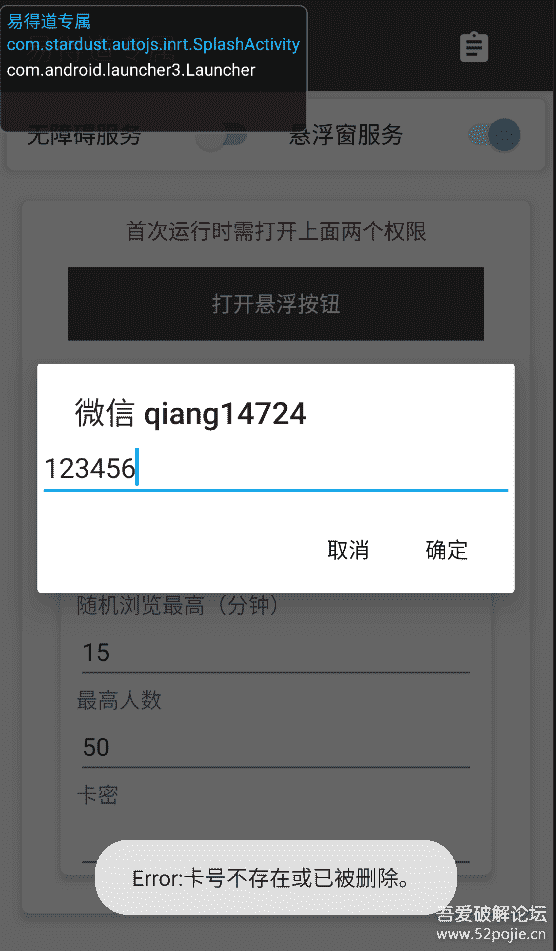 易得道专属
com.stardust.autojs.inrt.SplashActivity
com.android.launcher3.Launcher
无障碍服务 悬浮窗服务
首次运行时需打开上面两个权限
打开悬浮按钮
微信 qiang14724
123456
取消 确定
随机浏览最高（分钟）
15
最高人数
50
卡密
Error:卡号不存在或已被删除。
吾爱破解论坛
www.52pojie.cn